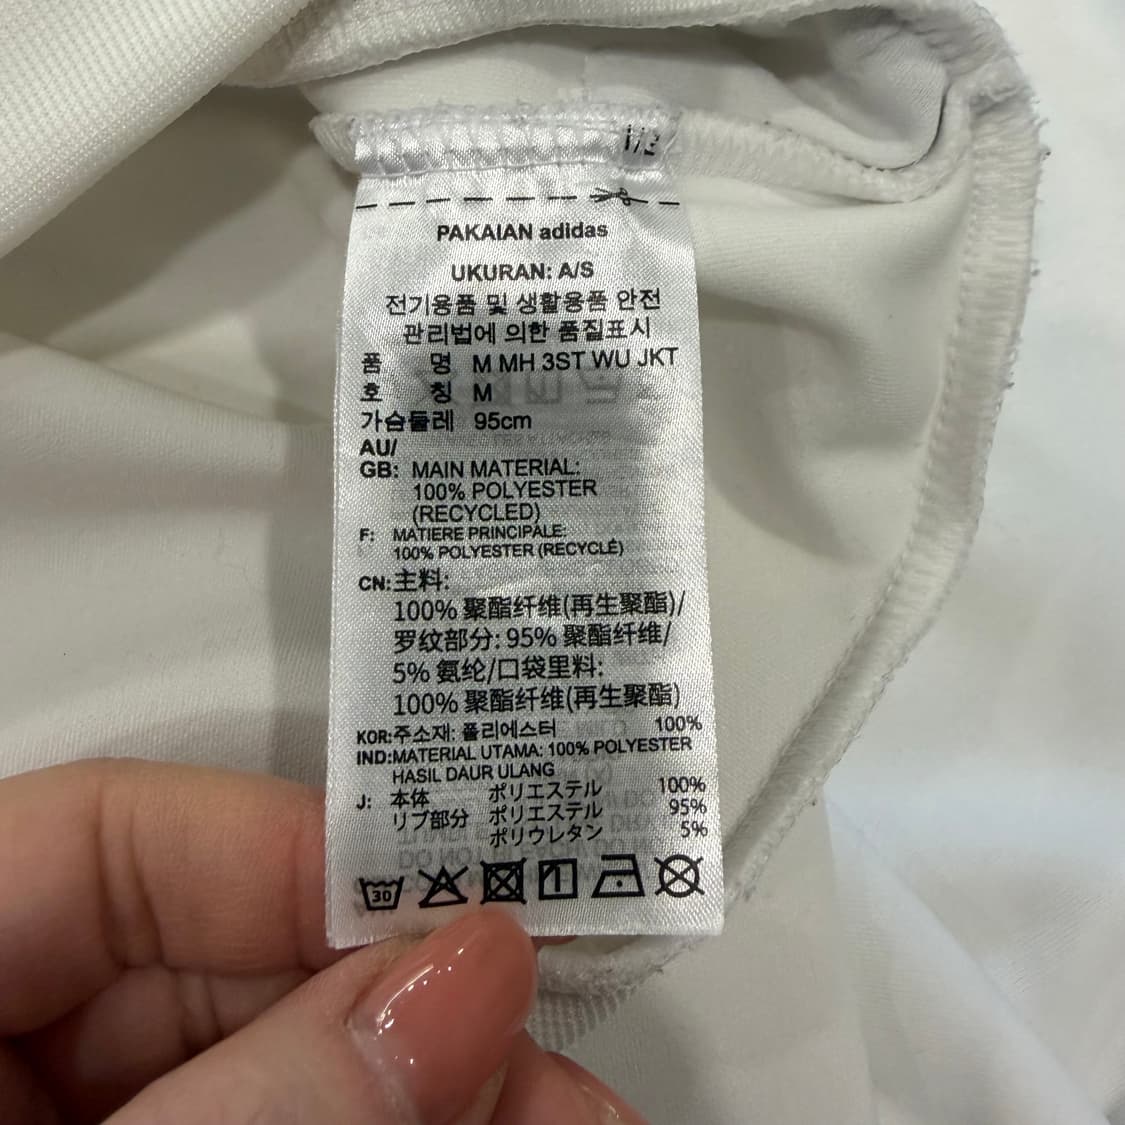 1/2
PAKAIAN adidas
UKURAN: A/S
전기용품 및 생활용품 안전
관리법에 의한 품질표시
품 명 M MH 3ST WU JKT
호 칭 M
가슴둘레 95cm
AU/
GB: MAIN MATERIAL:
100% POLYESTER
(RECYCLED)
F: MATIERE PRINCIPALE:
100% POLYESTER (RECYCLÉ)
CN:主料:
100% 聚酯纤维(再生聚酯)/
罗纹部分: 95% 聚酯纤维/
5% 氨纶/口袋里料:
100% 聚酯纤维(再生聚酯)
KOR:주소재: 폴리에스터 100%
IND:MATERIAL UTAMA: 100% POLYESTER
HASIL DAUR ULANG
J: 本体 ポリエステル 100%
リブ部分 ポリエステル 95%
ポリウレタン 5%
30